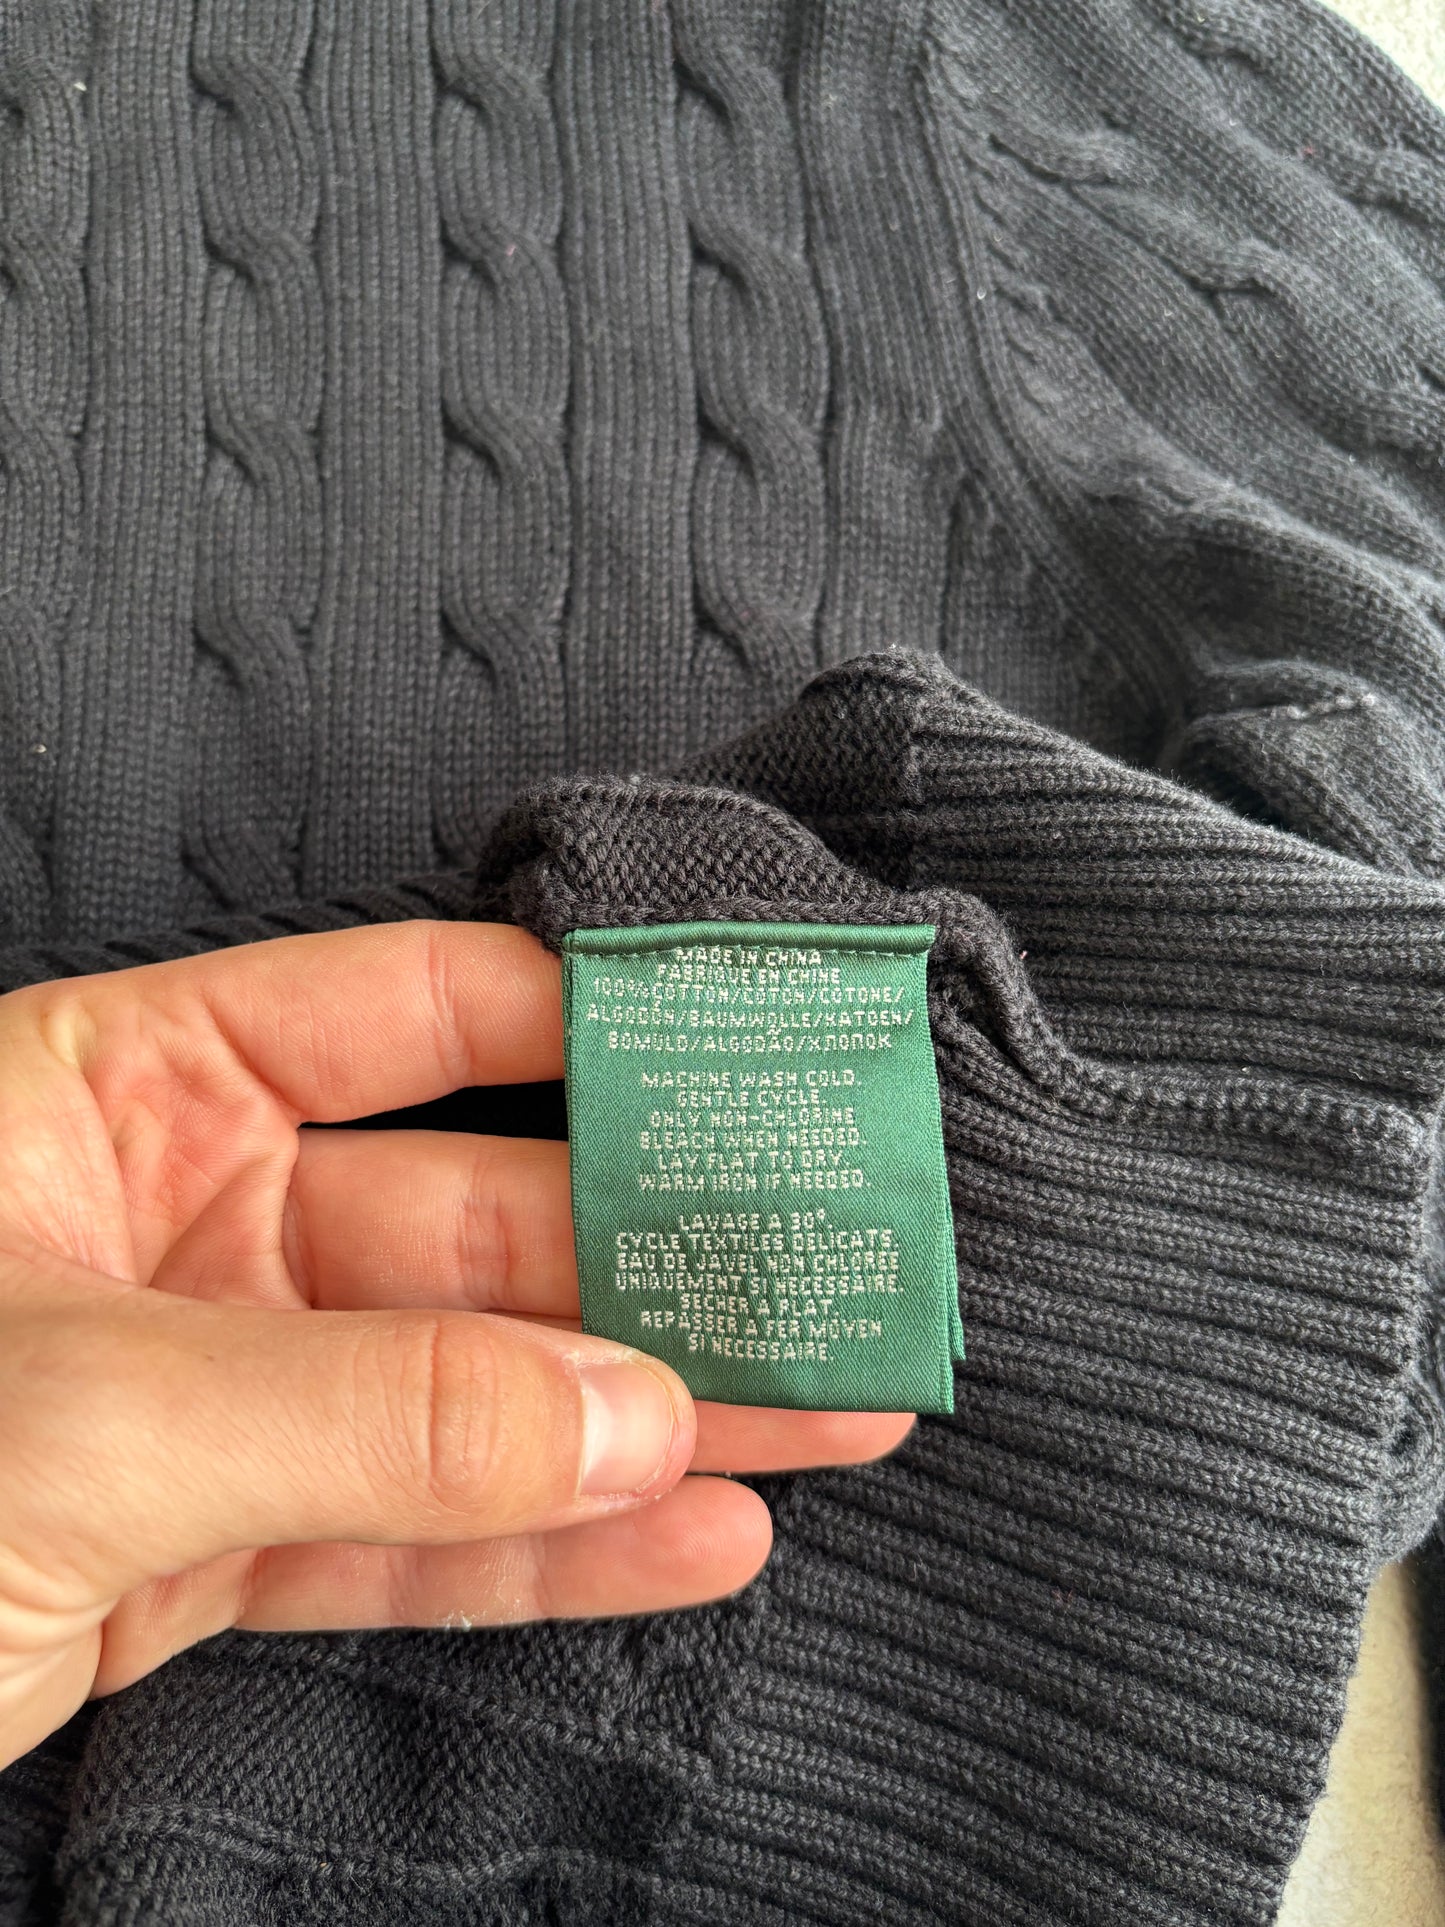 MADE IN CHINA
FABRIQUE EN CHINE
100% COTTON/COTON/COTONE/
ALGODÓN/BAUMWOLLE/KATOEN/
BOMULD/ALGODÃO/ХЛОПОК
MACHINE WASH COLD.
GENTLE CYCLE.
ONLY NON-CHLORINE
BLEACH WHEN NEEDED.
LAY FLAT TO DRY.
WARM IRON IF NEEDED.
LAVAGE A 30°.
CYCLE TEXTILES DELICATS.
EAU DE JAVEL NON CHLOREE
UNIQUEMENT SI NECESSAIRE.
SECHER A PLAT.
REPASSER A FER MOYEN
SI NECESSAIRE.